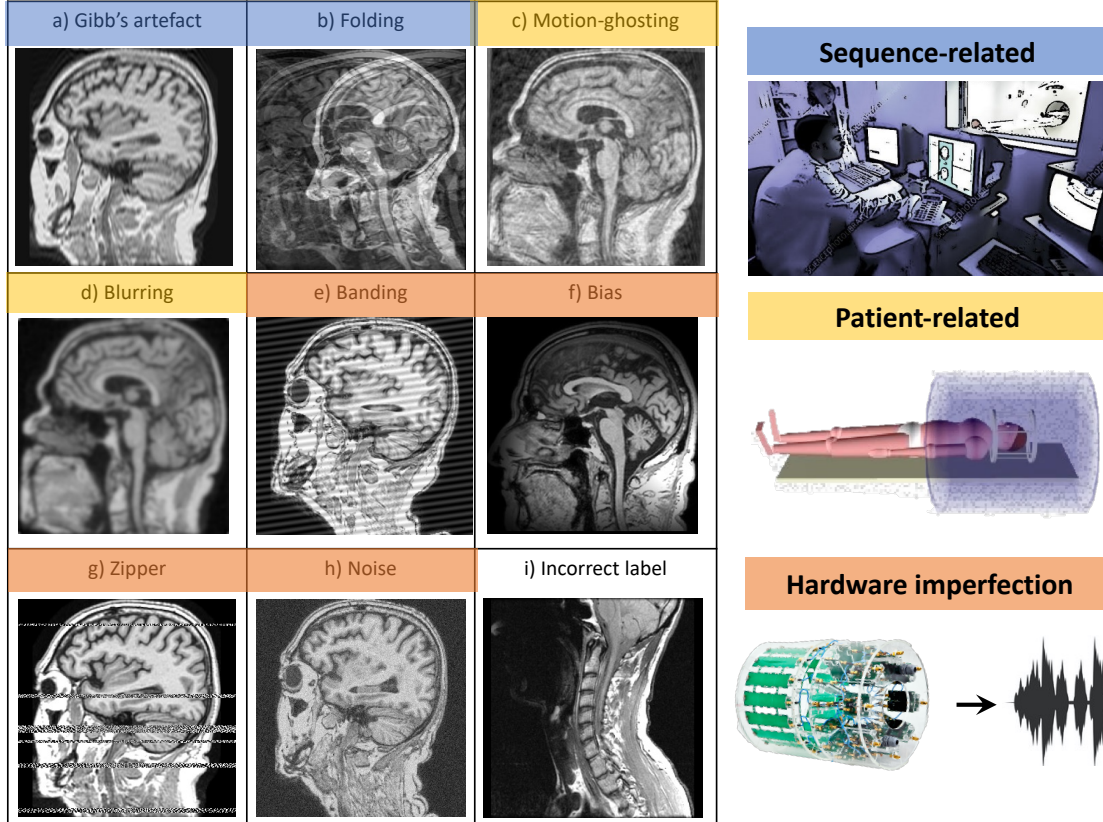 a) Gibb's artefact
b) Folding
c) Motion-ghosting
Sequence-related
d) Blurring
e) Banding
f) Bias
Patient-related
g) Zipper
h) Noise
i) Incorrect label
Hardware imperfection